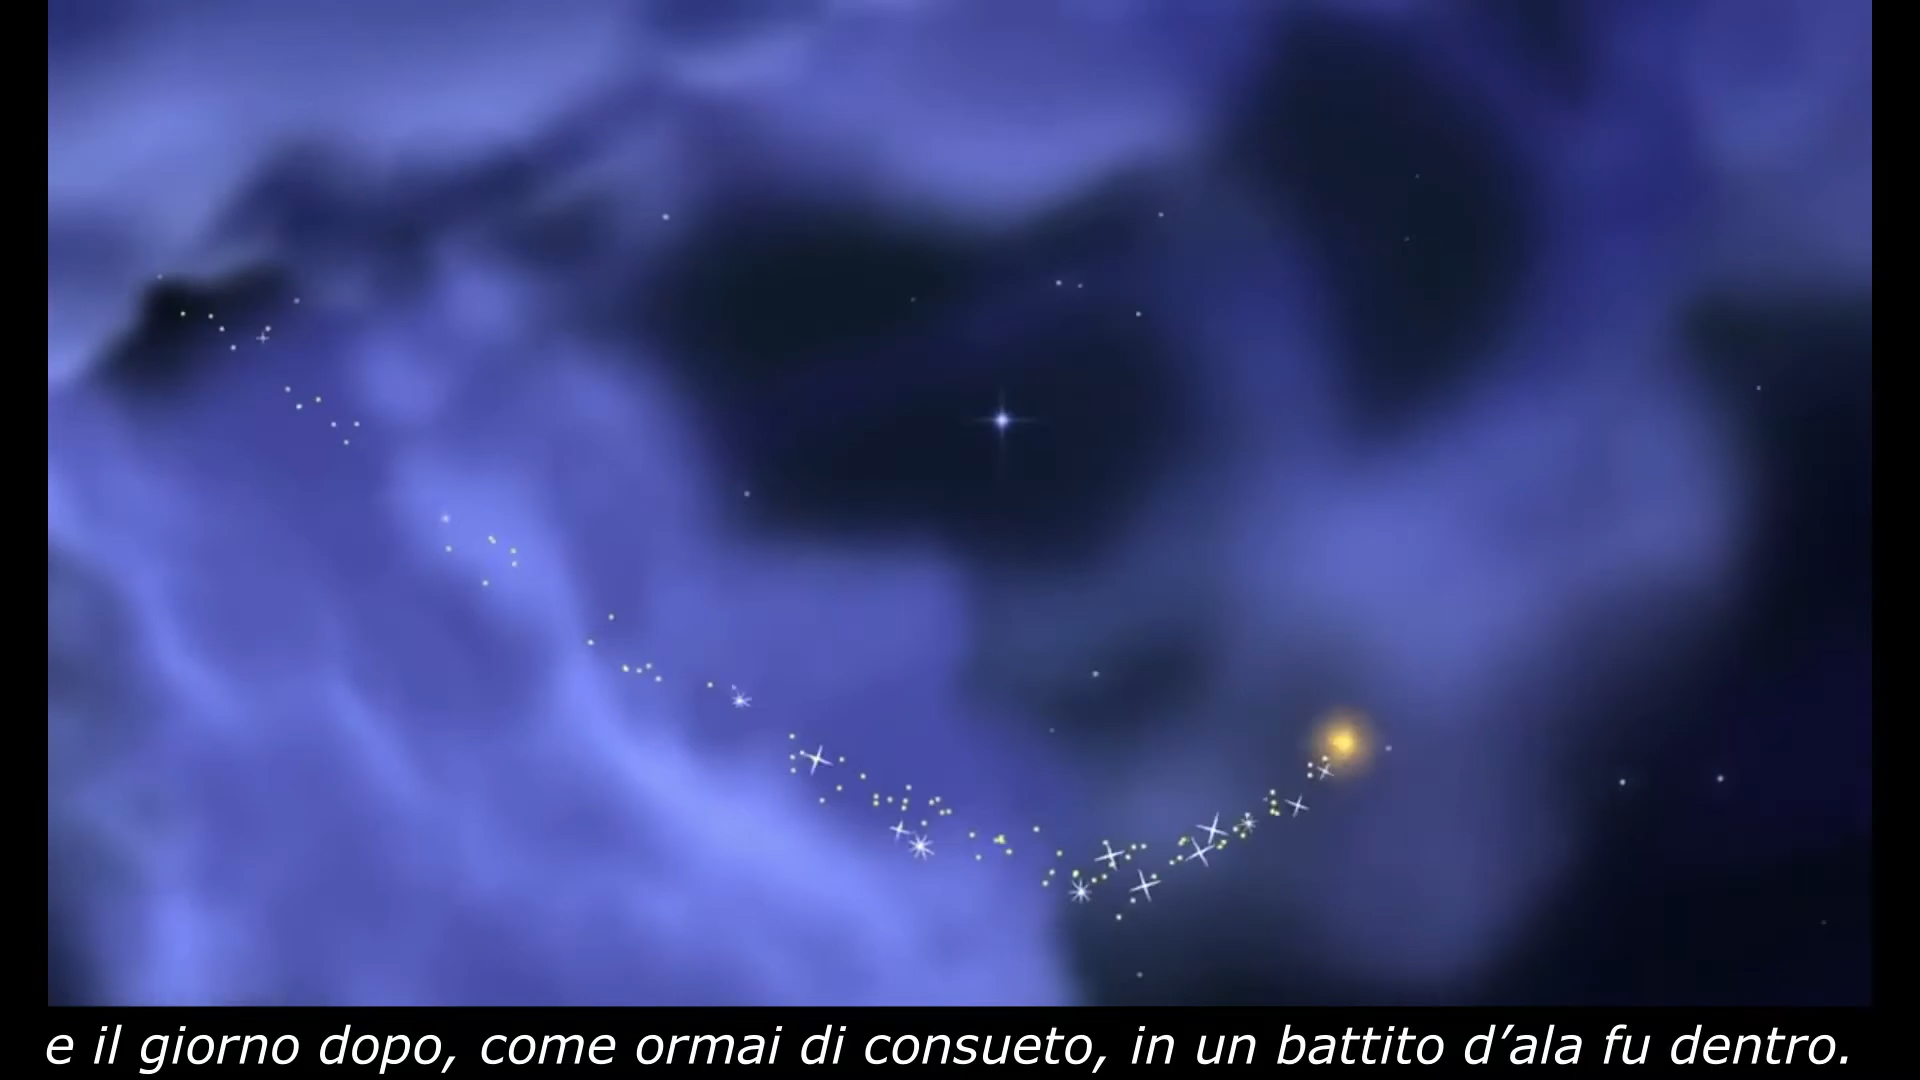 e il giorno dopo, come ormai di consueto, in un battito d’ala fu dentro.